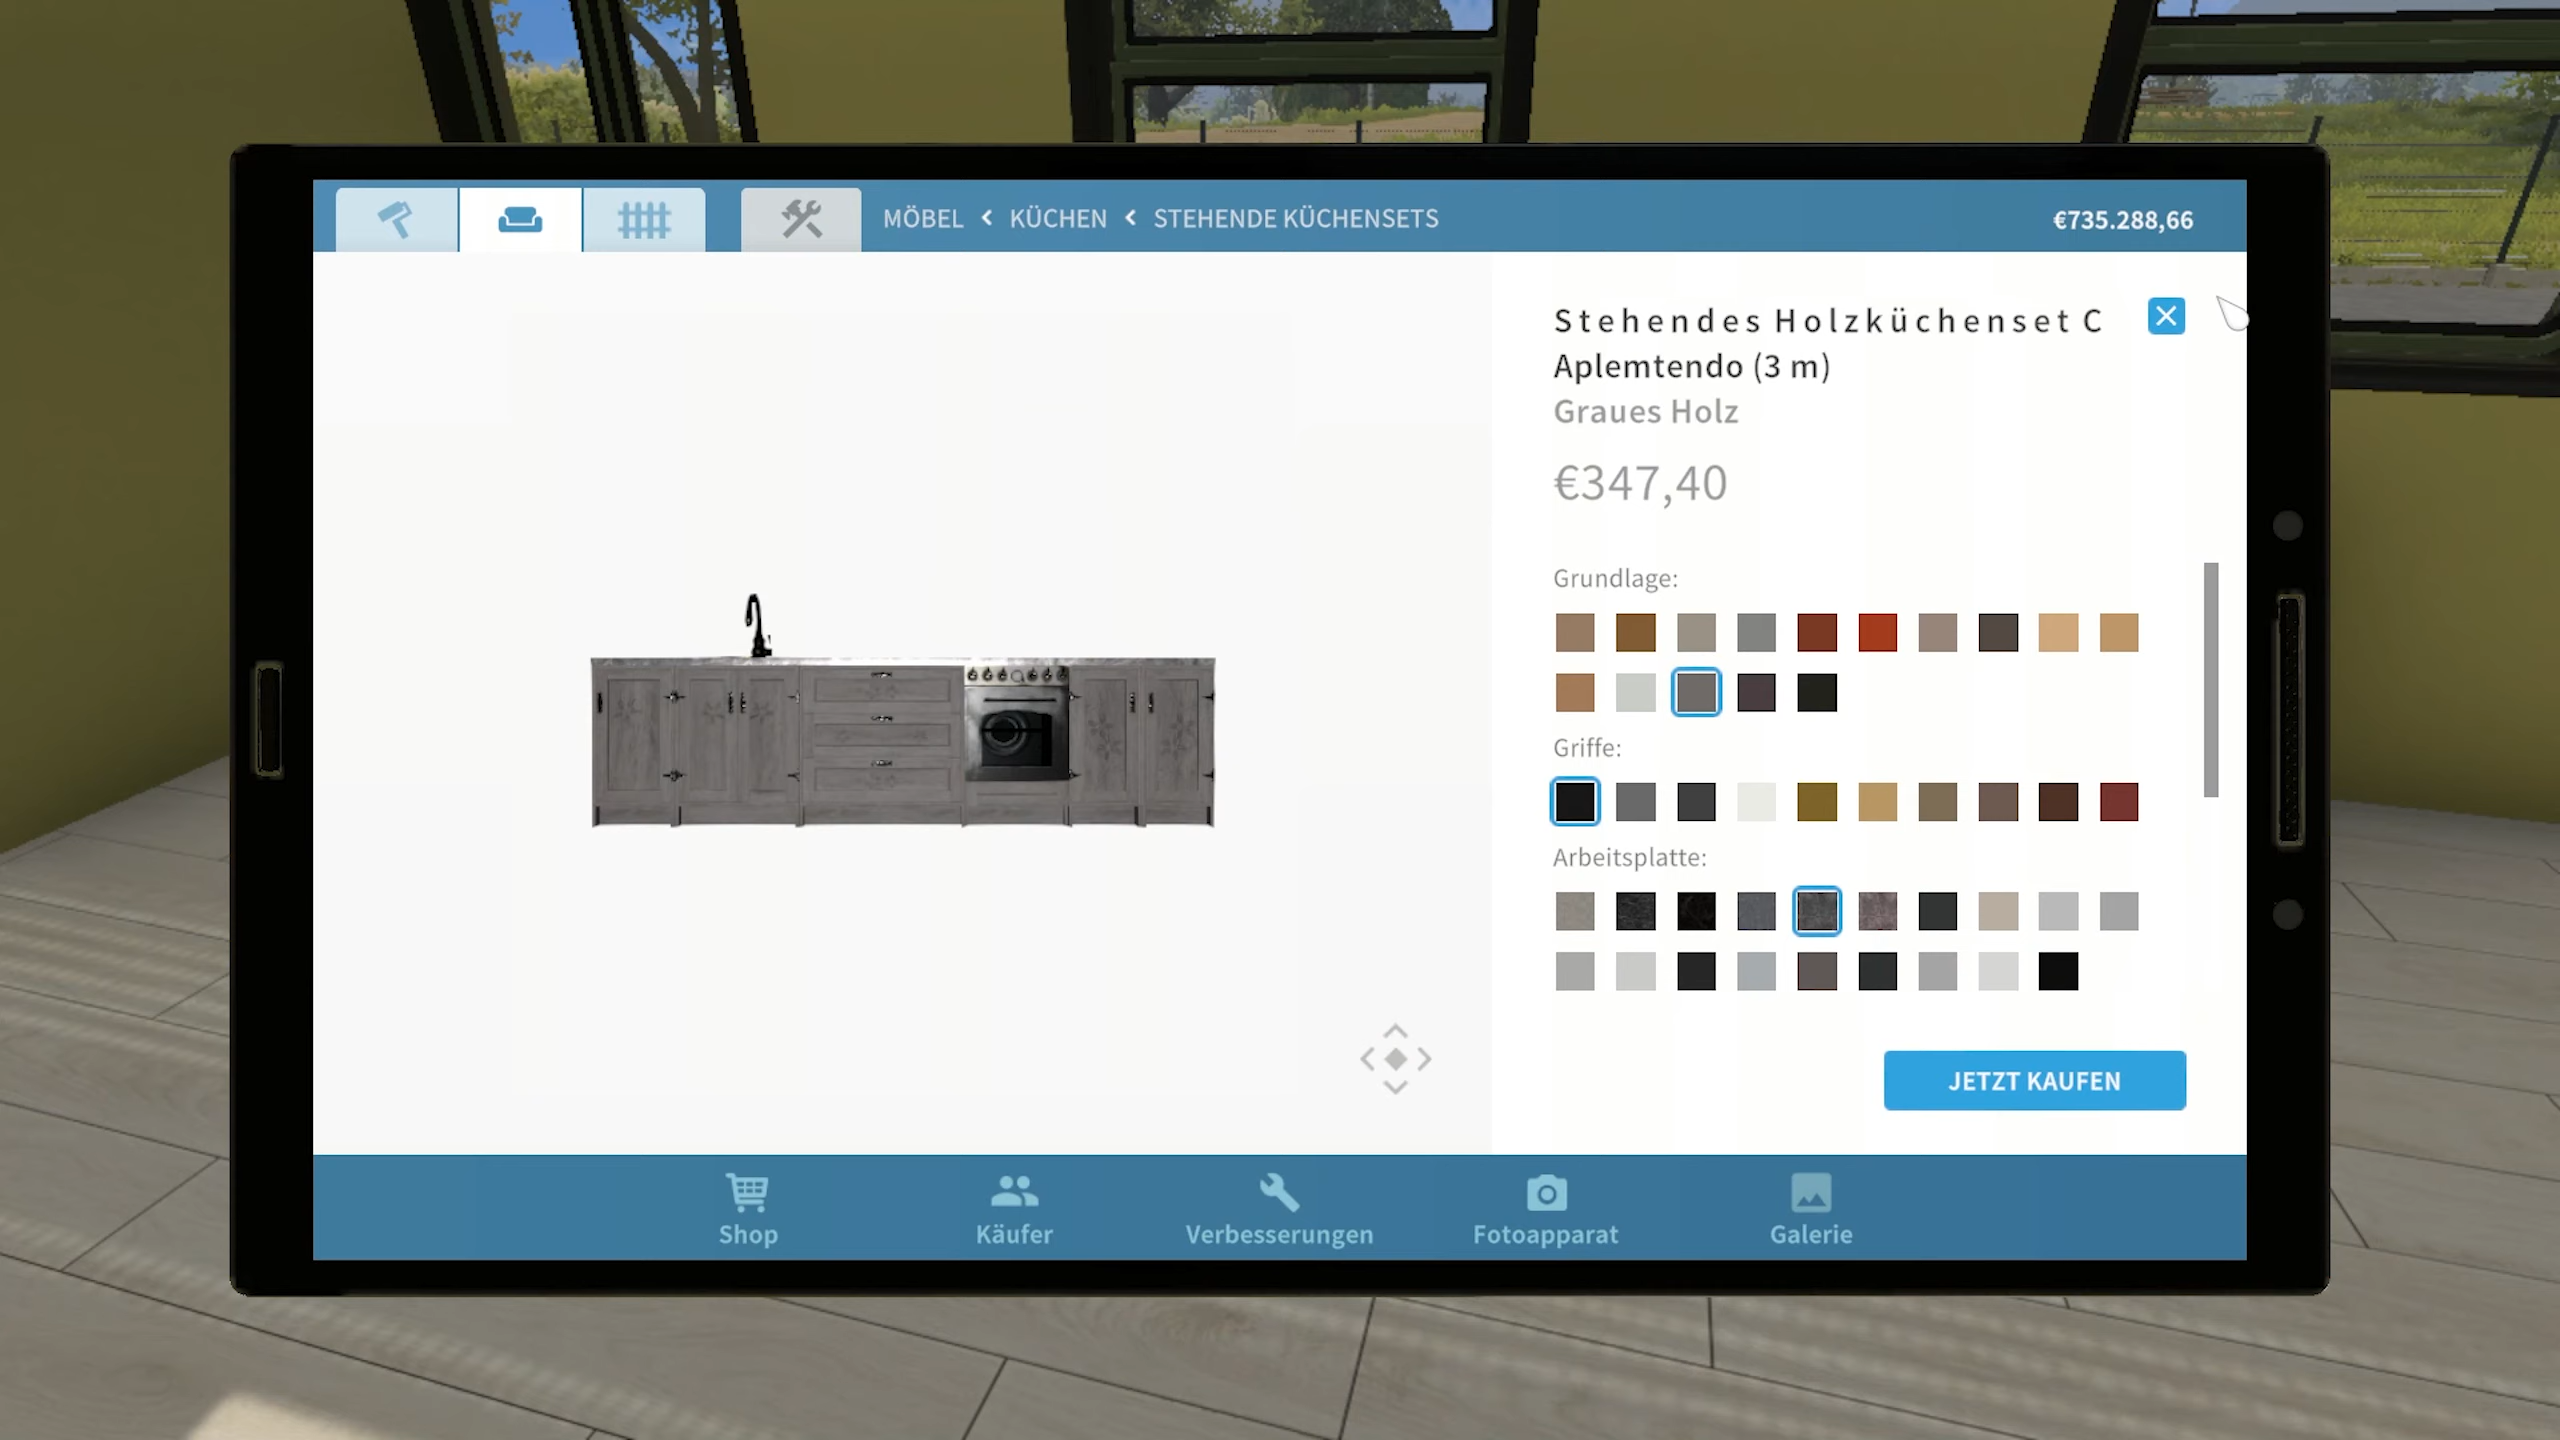 MÖBEL < KÜCHEN < STEHENDE KÜCHENSETS
€735.288,66
Stehendes Holzküchenset C
Aplemtendo (3 m)
Graues Holz
€347,40
Grundlage:
Griffe:
Arbeitsplatte:
JETZT KAUFEN
Shop
Käufer
Verbesserungen
Fotoapparat
Galerie